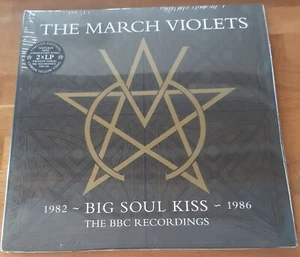 THE MARCH VIOLETS
2×LP
1982 ~ BIG SOUL KISS ~ 1986
THE BBC RECORDINGS